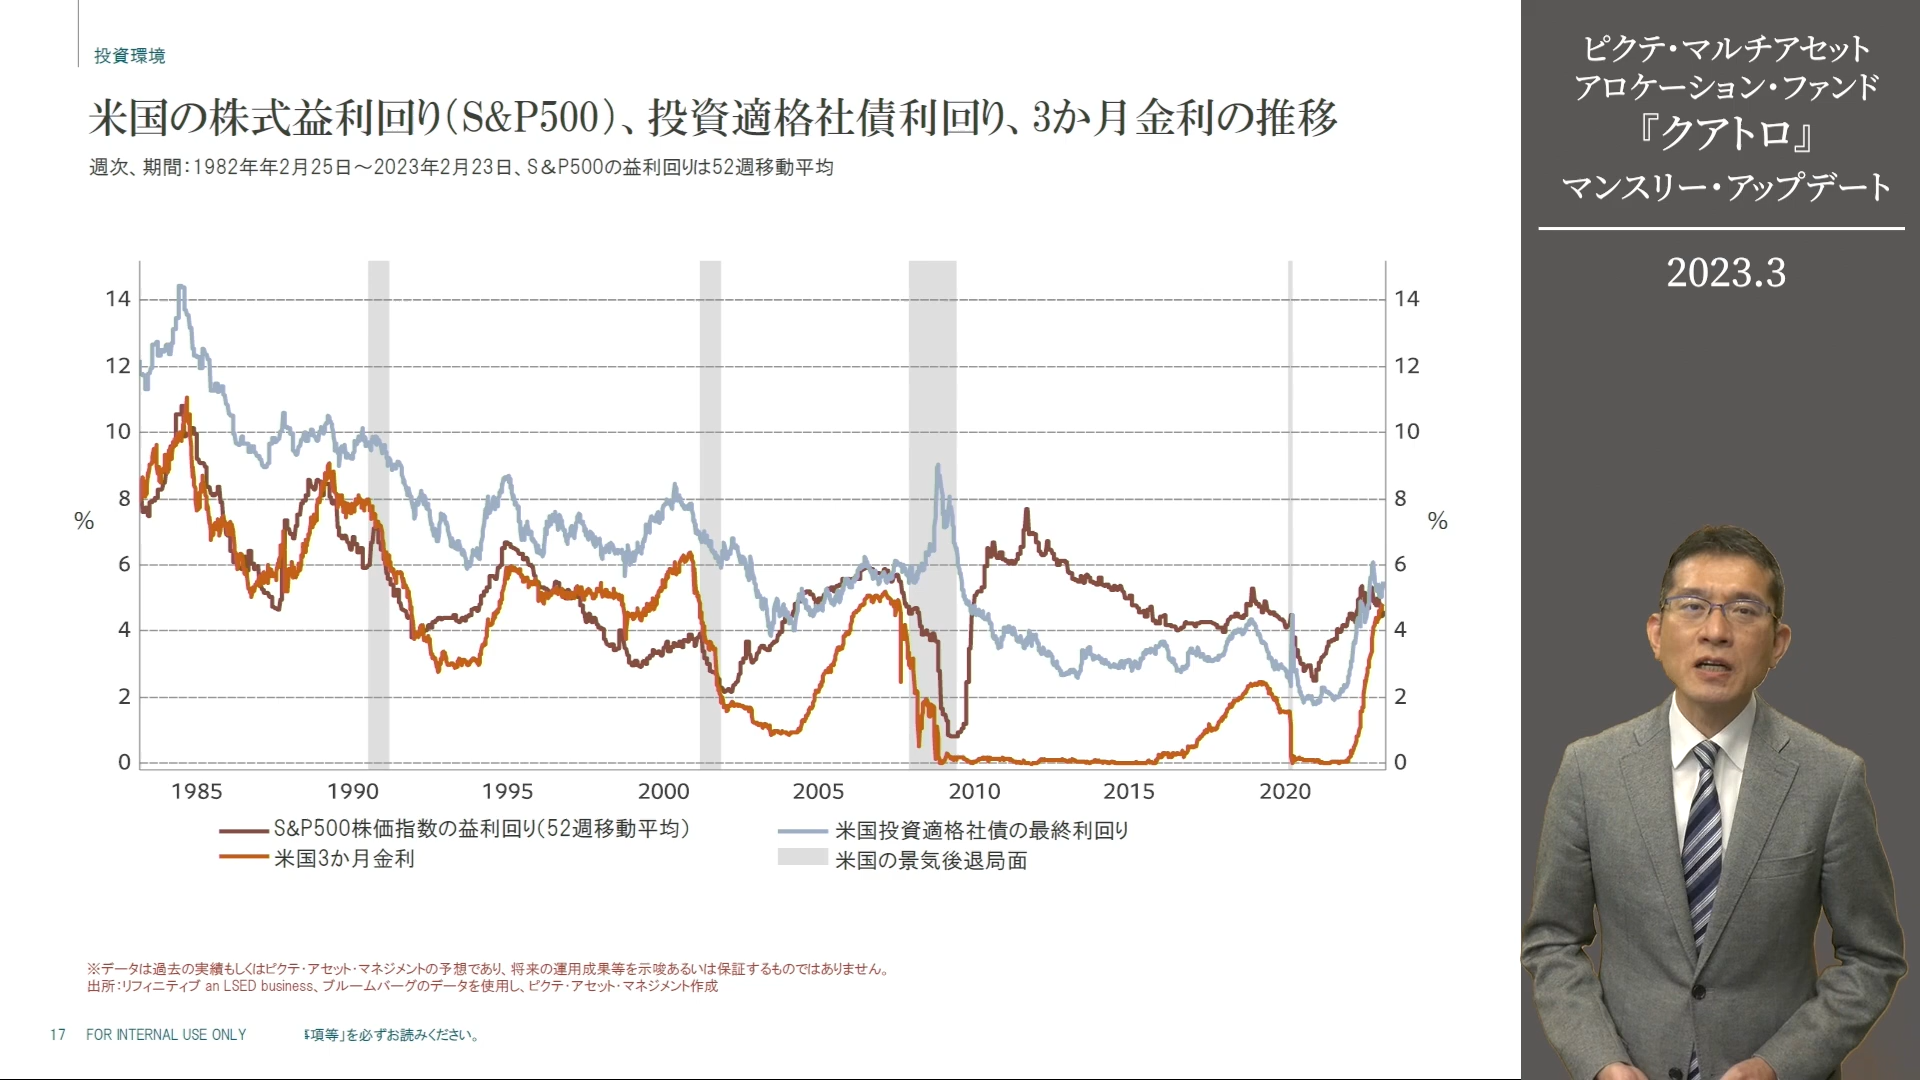 投資環境
米国の株式益利回り（S&P500）、投資適格社債利回り、3か月金利の推移
週次、期間：1982年年2月25日～2023年2月23日、S＆P500の益利回りは52週移動平均
14
12
10
8
6
4
2
0
%
14
12
10
8
6
4
2
0
%
1985 1990 1995 2000 2005 2010 2015 2020
S&P500株価指数の益利回り（52週移動平均）
米国3か月金利
米国投資適格社債の最終利回り
米国の景気後退局面
※データは過去の実績もしくはピクテ・アセット・マネジメントの予想であり、将来の運用成果等を示唆あるいは保証するものではありません。
出所：リフィニティブ an LSED business、ブルームバーグのデータを使用し、ピクテ・アセット・マネジメント作成
17 FOR INTERNAL USE ONLY 項等」を必ずお読みください。
ピクテ・マルチアセット
アロケーション・ファンド
『クアトロ』
マンスリー・アップデート
2023.3